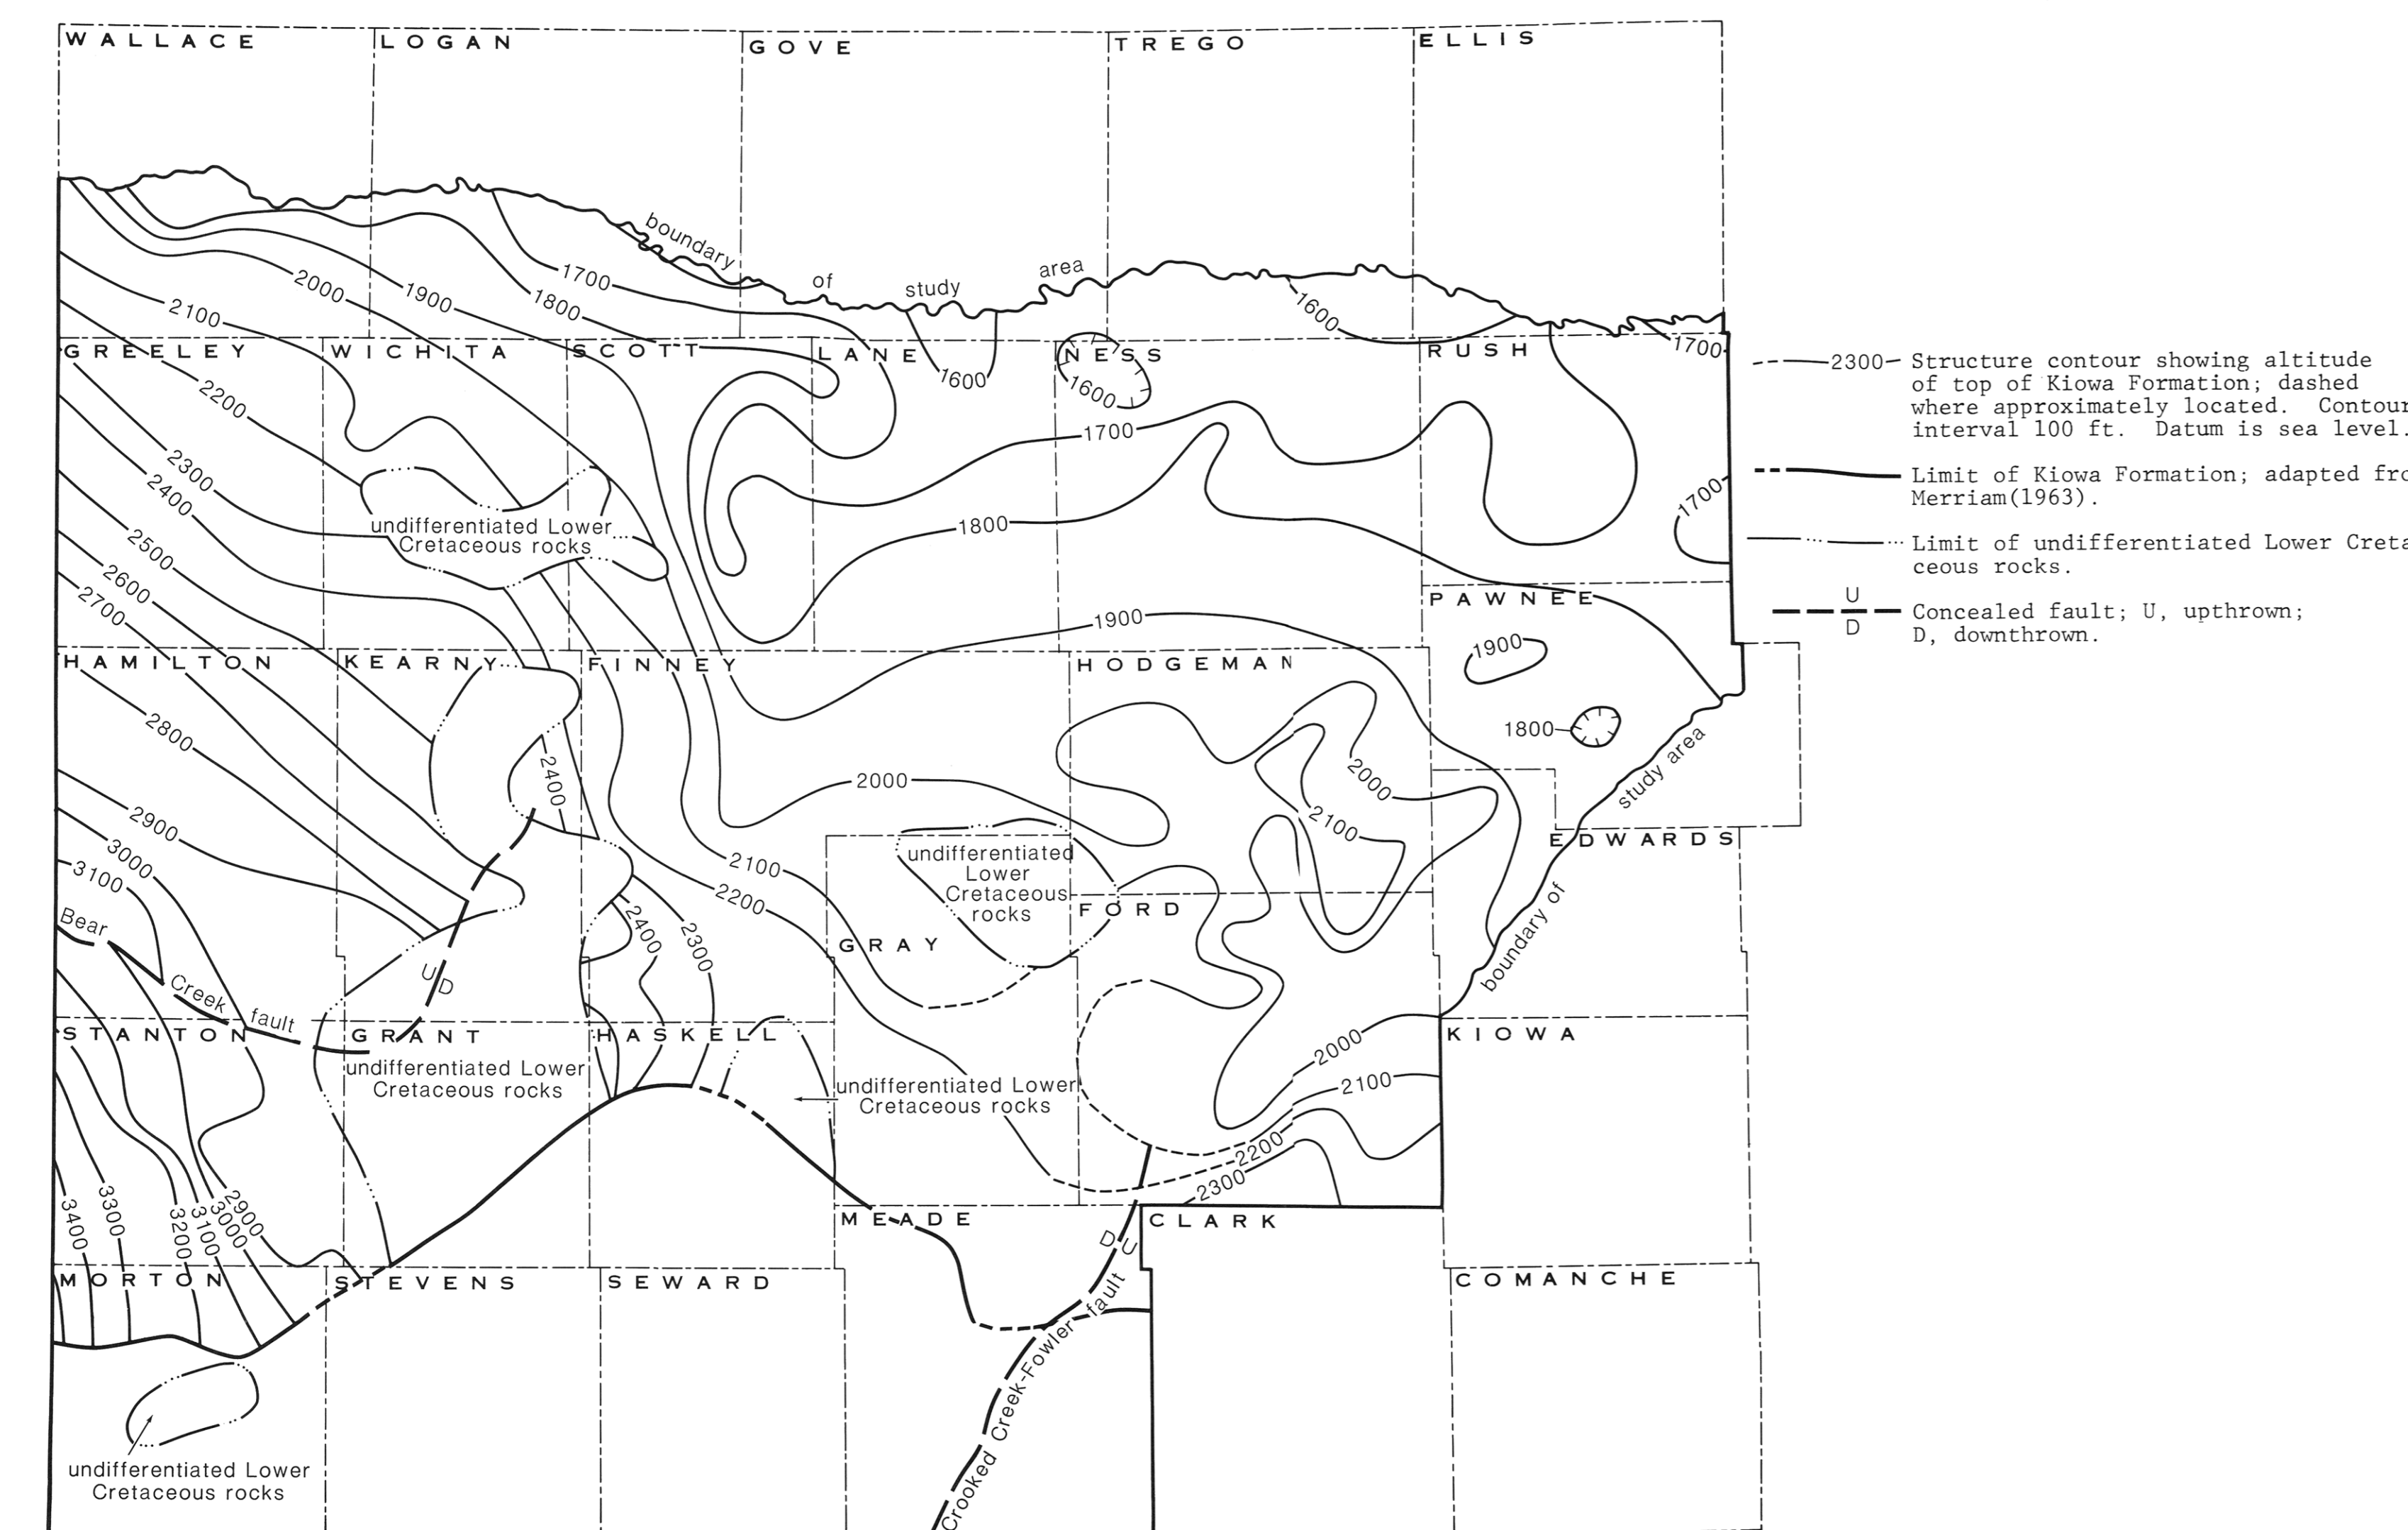 WALLACE
LOGAN
GOVE
TREGO
ELLIS
boundary
of
study
area
1700
1800
1900
2000
2100
1600
1700
GREELEY
WICHITA
SCOTT
LANE
NESS
RUSH
1600
1600
2200
1700
2300
2400
1700
undifferentiated Lower
Cretaceous rocks
1800
2500
2600
2700
PAWNEE
1900
1900
HAMILTON
KEARNY
FINNEY
HODGEMAN
2800
1800
study area
2400
2000
2000
2900
2100
EDWARDS
3000
3100
2100
2200
undifferentiated
Lower
Cretaceous
rocks
FORD
Bear
Creek
fault
2400
2300
GRAY
boundary of
U
D
STANTON
GRANT
HASKELL
KIOWA
2000
undifferentiated Lower
Cretaceous rocks
undifferentiated Lower
Cretaceous rocks
2100
2200
2300
3400
3300
3200
3100
3000
2900
MEADE
CLARK
D
U
MORTON
STEVENS
SEWARD
COMANCHE
Crooked Creek-Fowler fault
undifferentiated Lower
Cretaceous rocks
2300
Structure contour showing altitude
of top of Kiowa Formation; dashed
where approximately located. Contour
interval 100 ft. Datum is sea level.
Limit of Kiowa Formation; adapted fro
Merriam(1963).
Limit of undifferentiated Lower Creta
ceous rocks.
U
D
Concealed fault; U, upthrown;
D, downthrown.